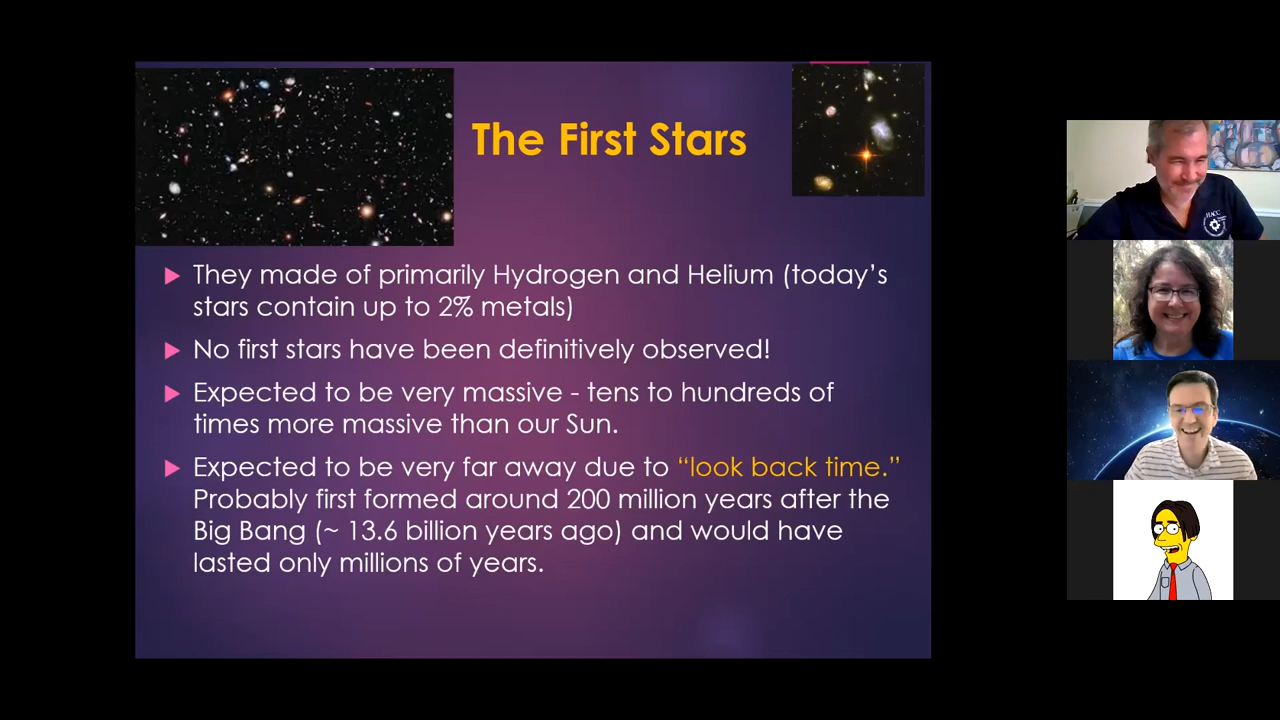 The First Stars
They made of primarily Hydrogen and Helium (today’s
stars contain up to 2% metals)
No first stars have been definitively observed!
Expected to be very massive - tens to hundreds of
times more massive than our Sun.
Expected to be very far away due to “look back time.”
Probably first formed around 200 million years after the
Big Bang (~ 13.6 billion years ago) and would have
lasted only millions of years.
HACC